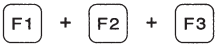 F1 + F2 + F3